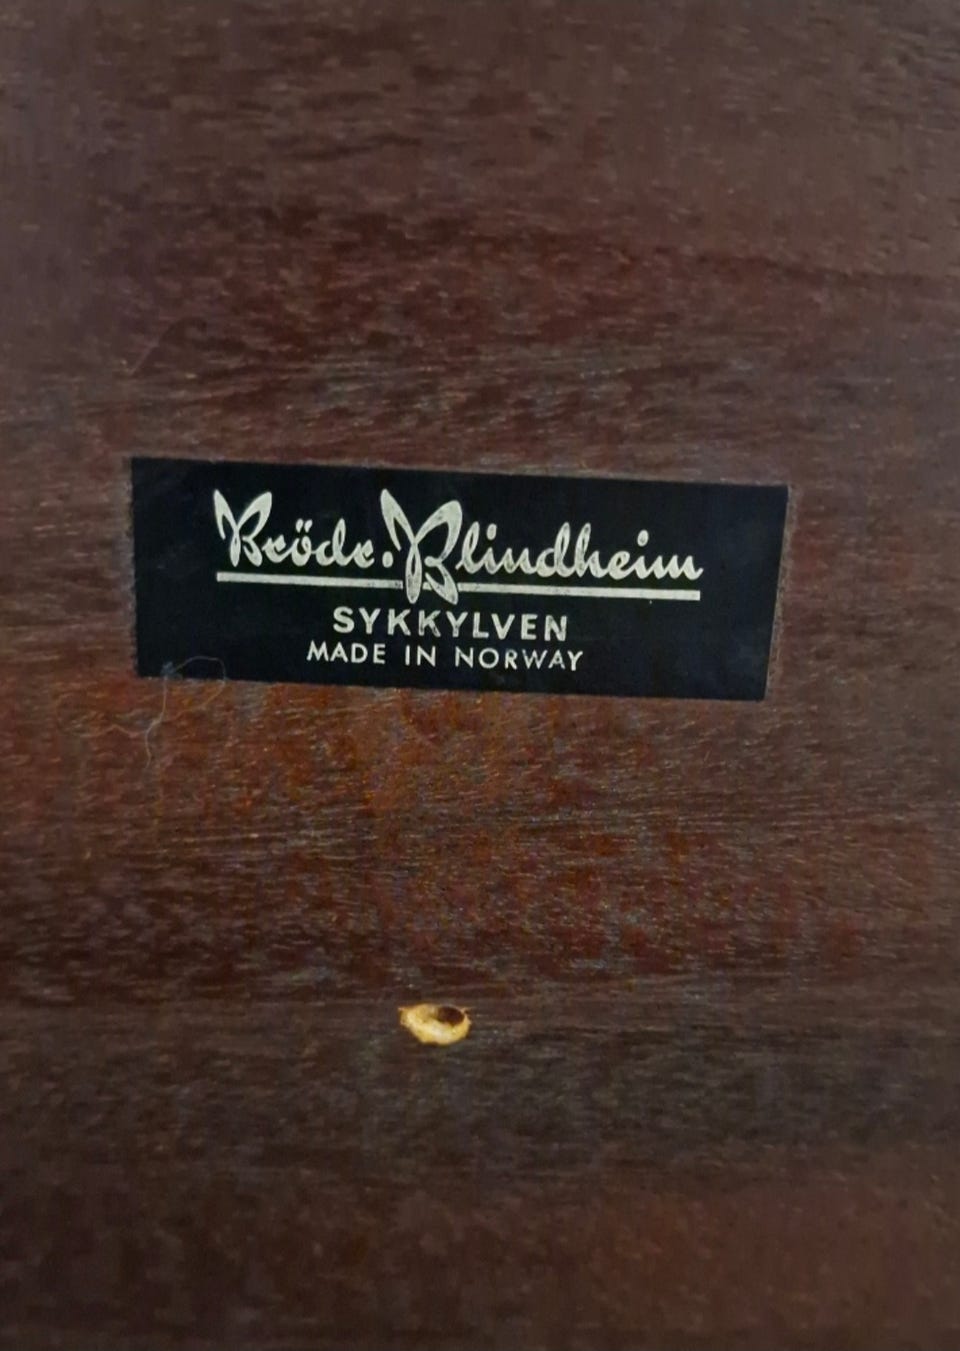 Brödr. Blindheim
SYKKYLVEN
MADE IN NORWAY